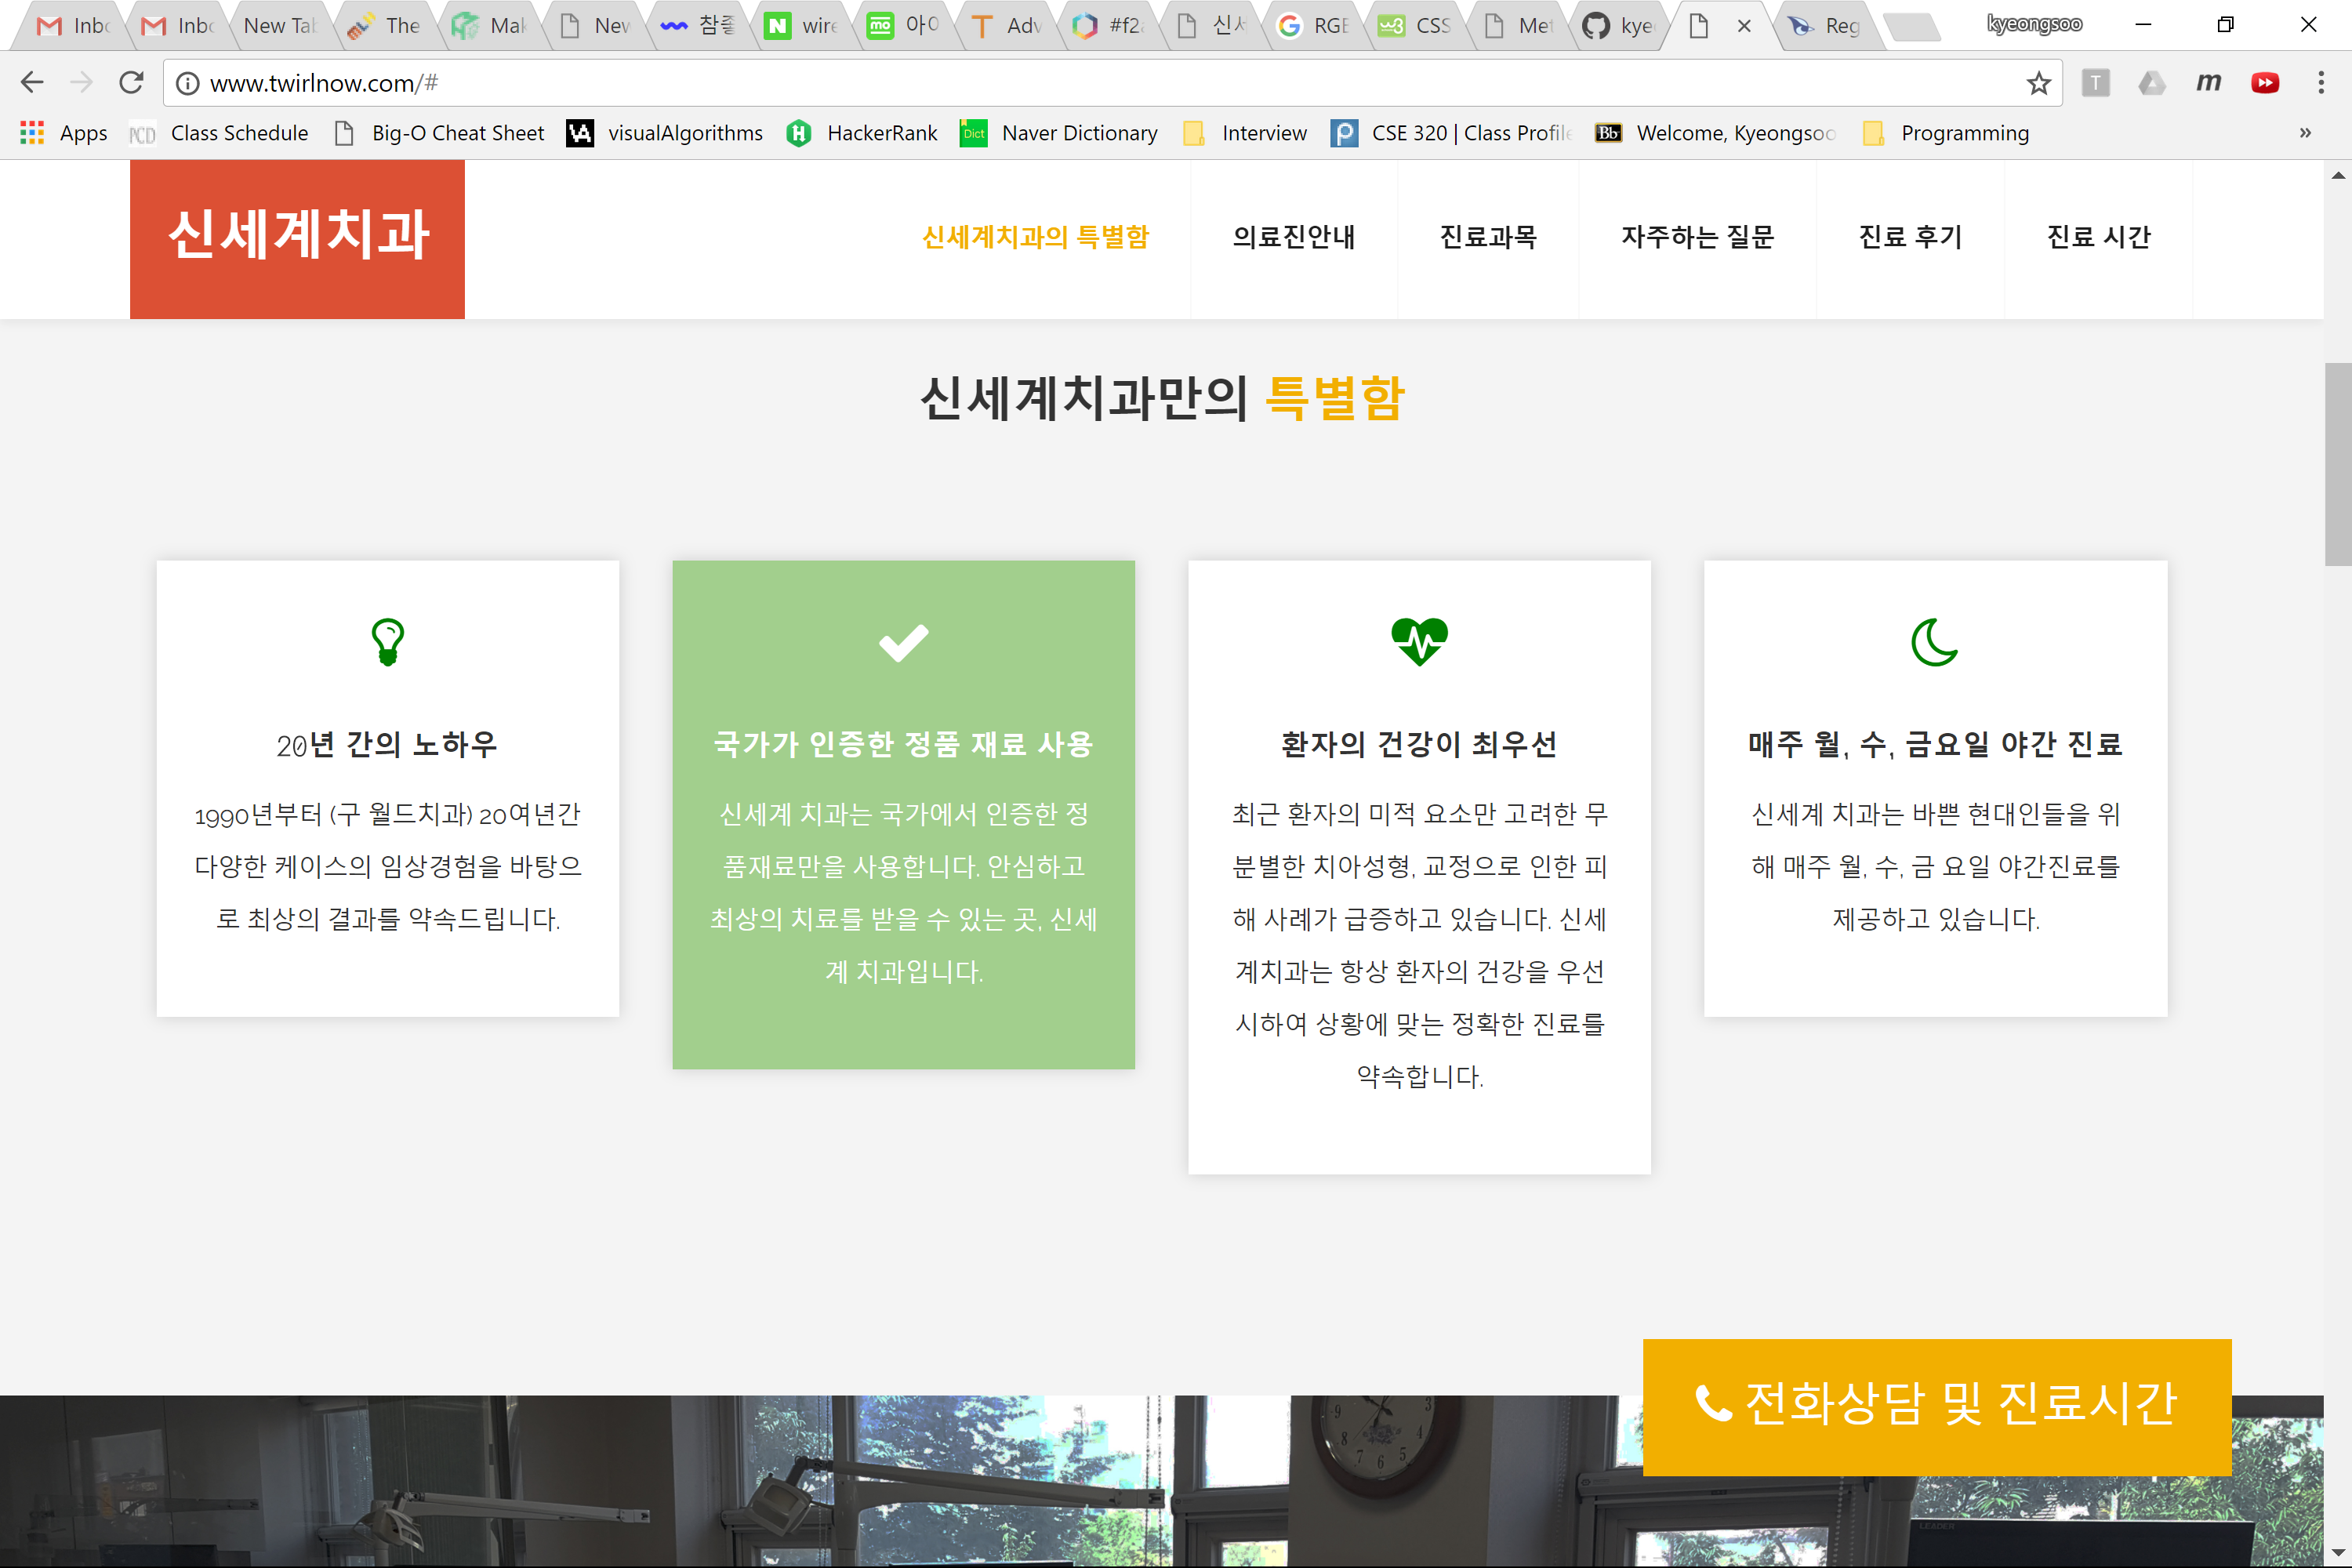 Inbo
Inbo
New Tab
The
Mak
New
참좋
wire
아이
Adv
#f2a
신세
RGB
CSS
Met
kye
Reg
kyeongsoo
www.twirlnow.com/#
Apps
Class Schedule
Big-O Cheat Sheet
visualAlgorithms
HackerRank
Naver Dictionary
Interview
CSE 320 | Class Profile
Welcome, Kyeongsoo
Programming
신세계치과
신세계치과의 특별함
의료진안내
진료과목
자주하는 질문
진료 후기
진료 시간
신세계치과만의 특별함
20년 간의 노하우
1990년부터 (구 월드치과) 20여년간
다양한 케이스의 임상경험을 바탕으
로 최상의 결과를 약속드립니다.
국가가 인증한 정품 재료 사용
신세계 치과는 국가에서 인증한 정
품재료만을 사용합니다. 안심하고
최상의 치료를 받을 수 있는 곳, 신세
계 치과입니다.
환자의 건강이 최우선
최근 환자의 미적 요소만 고려한 무
분별한 치아성형, 교정으로 인한 피
해 사례가 급증하고 있습니다. 신세
계치과는 항상 환자의 건강을 우선
시하여 상황에 맞는 정확한 진료를
약속합니다.
매주 월, 수, 금요일 야간 진료
신세계 치과는 바쁜 현대인들을 위
해 매주 월, 수, 금 요일 야간진료를
제공하고 있습니다.
전화상담 및 진료시간
LEADER